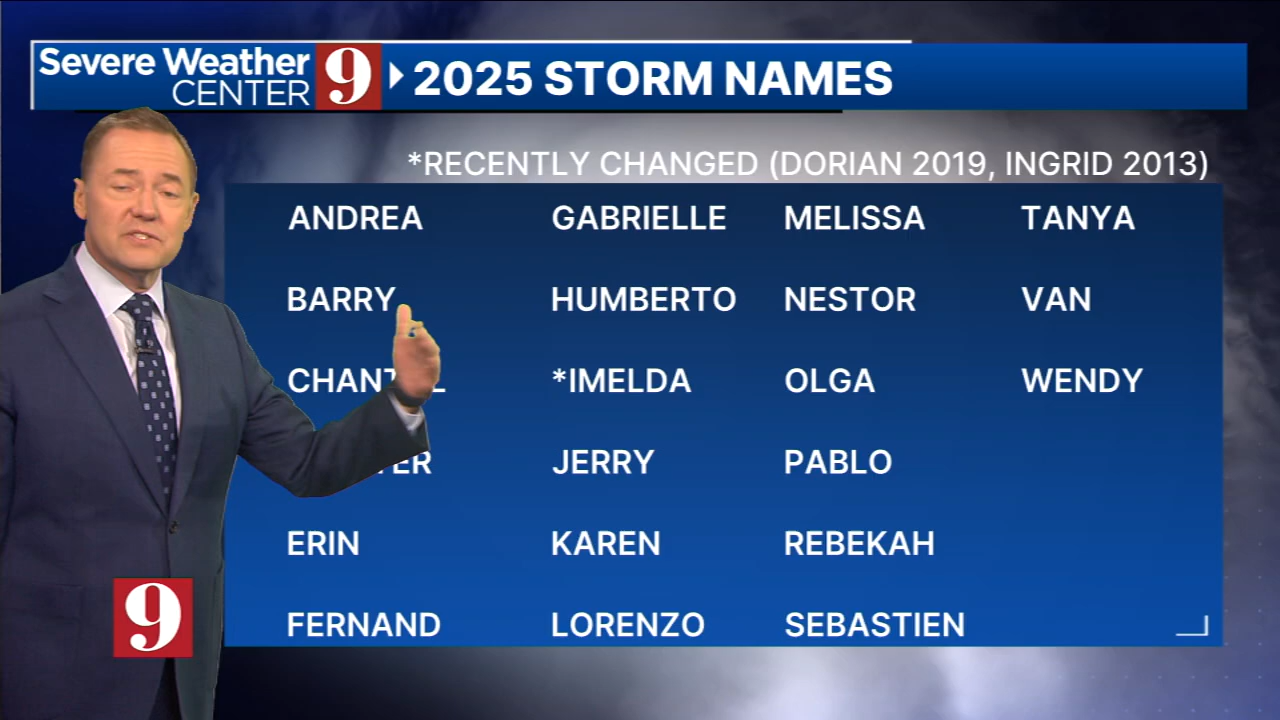 Severe Weather
CENTER 9
2025 STORM NAMES
*RECENTLY CHANGED (DORIAN 2019, INGRID 2013)
ANDREA GABRIELLE MELISSA TANYA
BARRY HUMBERTO NESTOR VAN
*IMELDA OLGA WENDY
JERRY PABLO
ERIN KAREN REBEKAH
FERNAND LORENZO SEBASTIEN
9